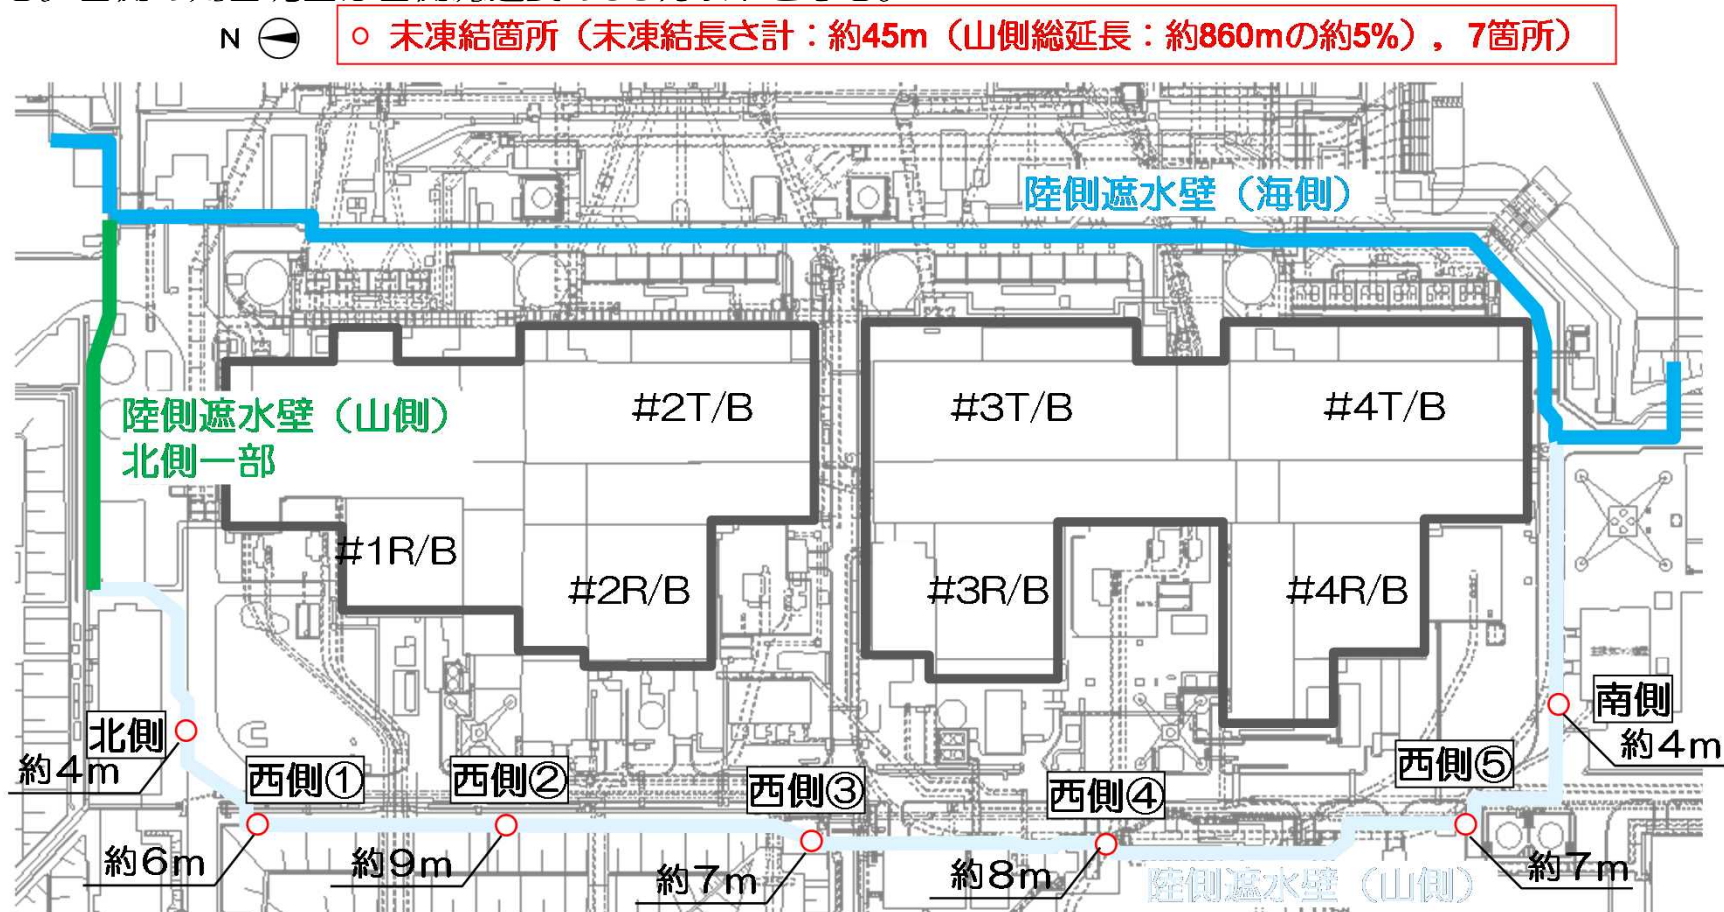 N
○ 未凍結箇所（未凍結長さ計：約45m（山側総延長：約860mの約5%），7箇所）
陸側遮水壁（海側）
陸側遮水壁（山側）
北側一部
#2T/B
#3T/B
#4T/B
#1R/B
#2R/B
#3R/B
#4R/B
北側
約4m
西側①
約6m
西側②
約9m
西側③
約7m
西側④
約8m
西側⑤
約7m
南側
約4m
陸側遮水壁（山側）